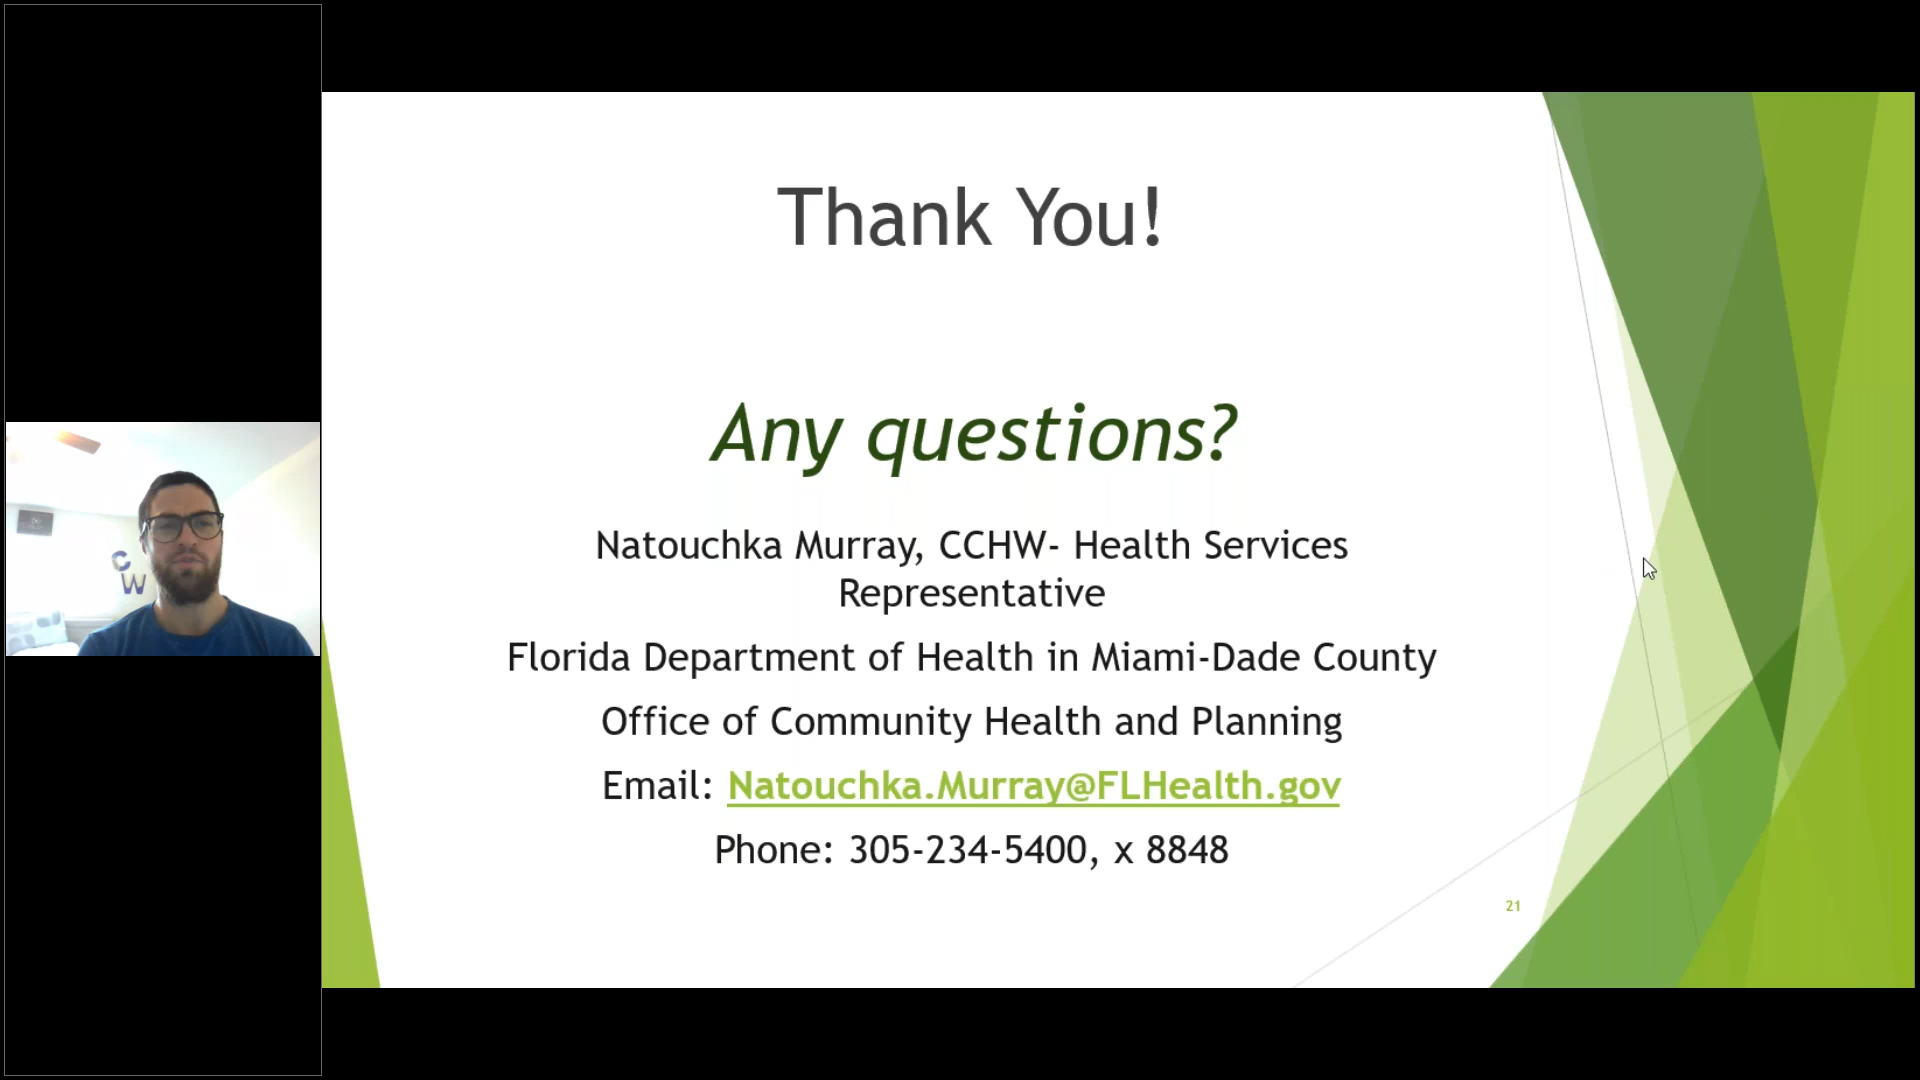 Thank You!
Any questions?
Natouchka Murray, CCHW- Health Services
Representative
Florida Department of Health in Miami-Dade County
Office of Community Health and Planning
Email: Natouchka.Murray@FLHealth.gov
Phone: 305-234-5400, x 8848
21
C
W